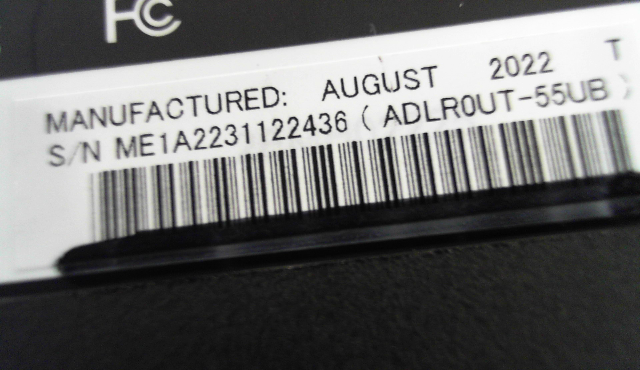 FC
MANUFACTURED: AUGUST 2022 T
S/N ME1A2231122436 ( ADLR0UT-55UB )